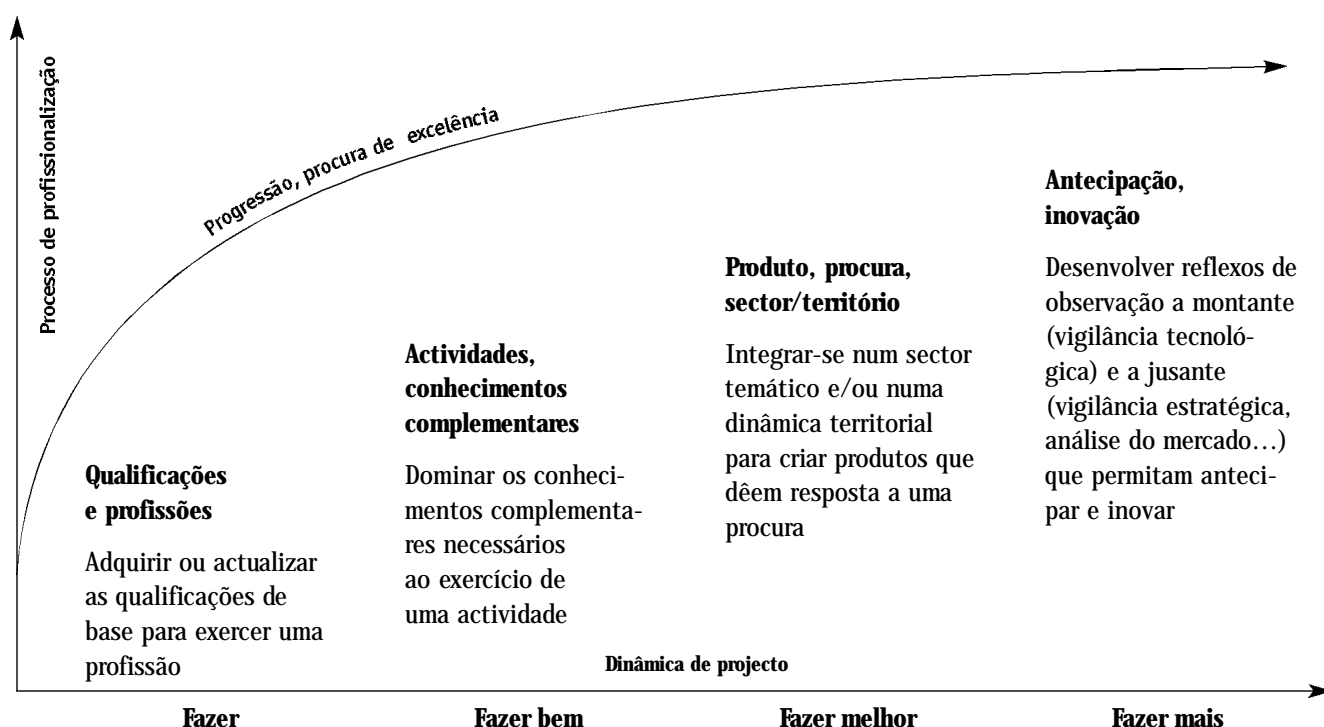 Processo de profissionalização
Progressão, procura de excelência
Qualificações
e profissões
Adquirir ou actualizar
as qualificações de
base para exercer uma
profissão
Actividades,
conhecimentos
complementares
Dominar os conheci-
mentos complementa-
res necessários
ao exercício de
uma actividade
Produto, procura,
sector/território
Integrar-se num sector
temático e/ou numa
dinâmica territorial
para criar produtos que
dêem resposta a uma
procura
Antecipação,
inovação
Desenvolver reflexos de
observação a montante
(vigilância tecnoló-
gica) e a jusante
(vigilância estratégica,
análise do mercado…)
que permitam anteci-
par e inovar
Dinâmica de projecto
Fazer
Fazer bem
Fazer melhor
Fazer mais